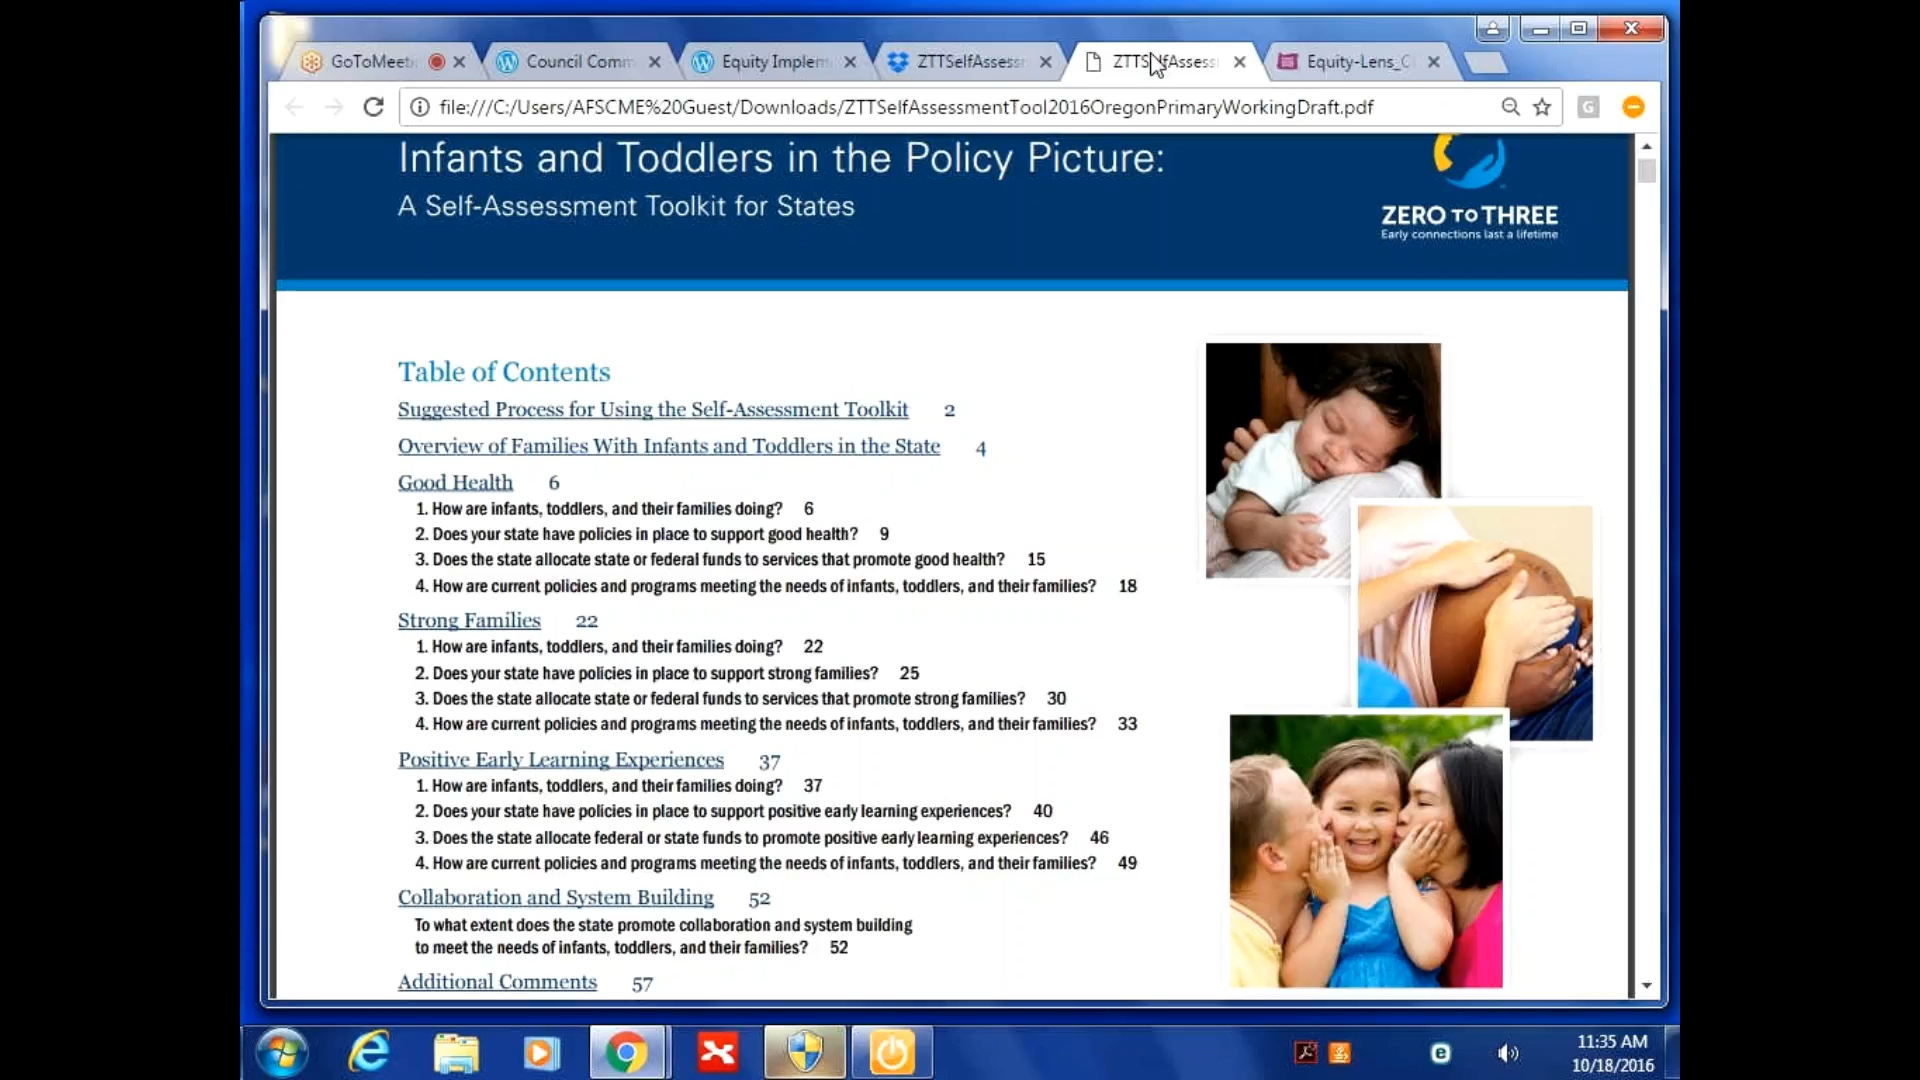 GoToMeeti
Council Comm
Equity Implem
ZTTSelfAssess
ZTTSelfAssess
Equity-Lens_C
file:///C:/Users/AFSCME%20Guest/Downloads/ZTTSelfAssessmentTool2016OregonPrimaryWorkingDraft.pdf
Infants and Toddlers in the Policy Picture:
A Self-Assessment Toolkit for States
ZERO TO THREE
Early connections last a lifetime
Table of Contents
Suggested Process for Using the Self-Assessment Toolkit 2
Overview of Families With Infants and Toddlers in the State 4
Good Health 6
1. How are infants, toddlers, and their families doing? 6
2. Does your state have policies in place to support good health? 9
3. Does the state allocate state or federal funds to services that promote good health? 15
4. How are current policies and programs meeting the needs of infants, toddlers, and their families? 18
Strong Families 22
1. How are infants, toddlers, and their families doing? 22
2. Does your state have policies in place to support strong families? 25
3. Does the state allocate state or federal funds to services that promote strong families? 30
4. How are current policies and programs meeting the needs of infants, toddlers, and their families? 33
Positive Early Learning Experiences 37
1. How are infants, toddlers, and their families doing? 37
2. Does your state have policies in place to support positive early learning experiences? 40
3. Does the state allocate federal or state funds to promote positive early learning experiences? 46
4. How are current policies and programs meeting the needs of infants, toddlers, and their families? 49
Collaboration and System Building 52
To what extent does the state promote collaboration and system building
to meet the needs of infants, toddlers, and their families? 52
Additional Comments 57
11:35 AM
10/18/2016